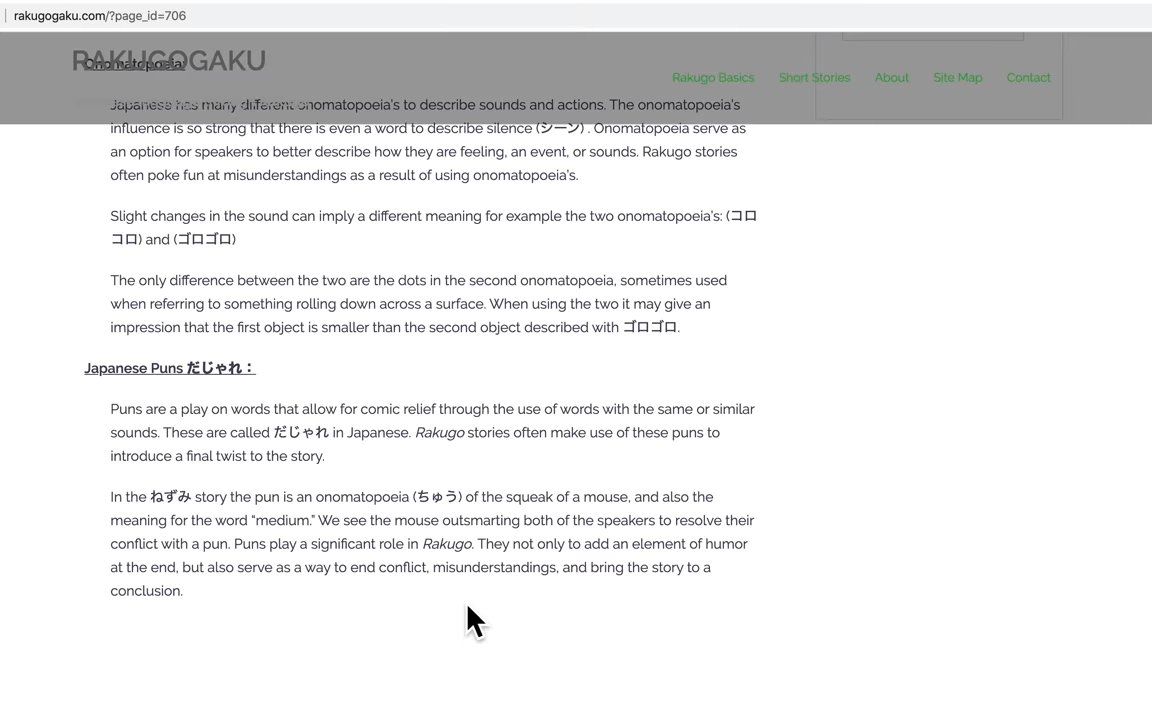 rakugogaku.com/?page_id=706
RAKUGOGAKU
Onomatopoeia:
Rakugo Basics Short Stories About Site Map Contact
Japanese has many different onomatopoeia's to describe sounds and actions. The onomatopoeia's
influence is so strong that there is even a word to describe silence (シーン) . Onomatopoeia serve as
an option for speakers to better describe how they are feeling, an event, or sounds. Rakugo stories
often poke fun at misunderstandings as a result of using onomatopoeia's.
Slight changes in the sound can imply a different meaning for example the two onomatopoeia's: (コロ
コロ) and (ゴロゴロ)
The only difference between the two are the dots in the second onomatopoeia, sometimes used
when referring to something rolling down across a surface. When using the two it may give an
impression that the first object is smaller than the second object described with ゴロゴロ.
Japanese Puns だじゃれ：
Puns are a play on words that allow for comic relief through the use of words with the same or similar
sounds. These are called だじゃれ in Japanese. Rakugo stories often make use of these puns to
introduce a final twist to the story.
In the ねずみ story the pun is an onomatopoeia (ちゅう) of the squeak of a mouse, and also the
meaning for the word “medium.” We see the mouse outsmarting both of the speakers to resolve their
conflict with a pun. Puns play a significant role in Rakugo. They not only to add an element of humor
at the end, but also serve as a way to end conflict, misunderstandings, and bring the story to a
conclusion.